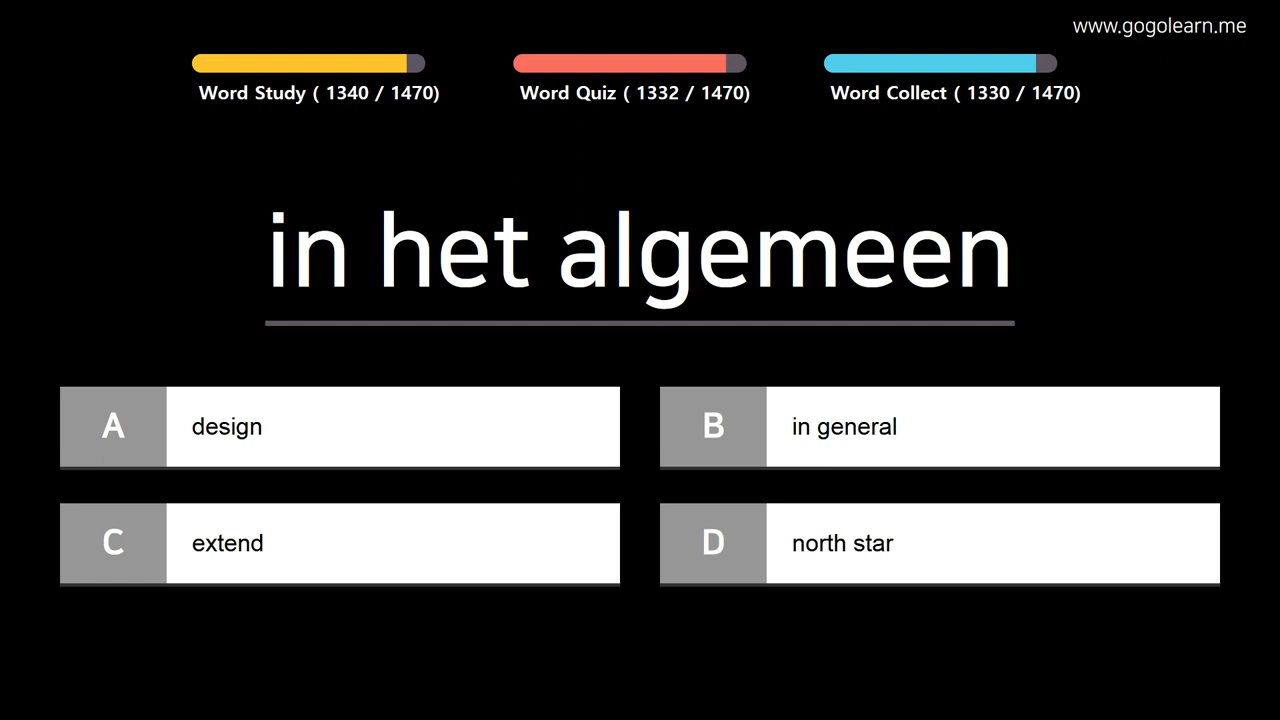 www.gogolearn.me
Word Study ( 1340 / 1470)
Word Quiz ( 1332 / 1470)
Word Collect ( 1330 / 1470)
in het algemeen
A design
B in general
C extend
D north star